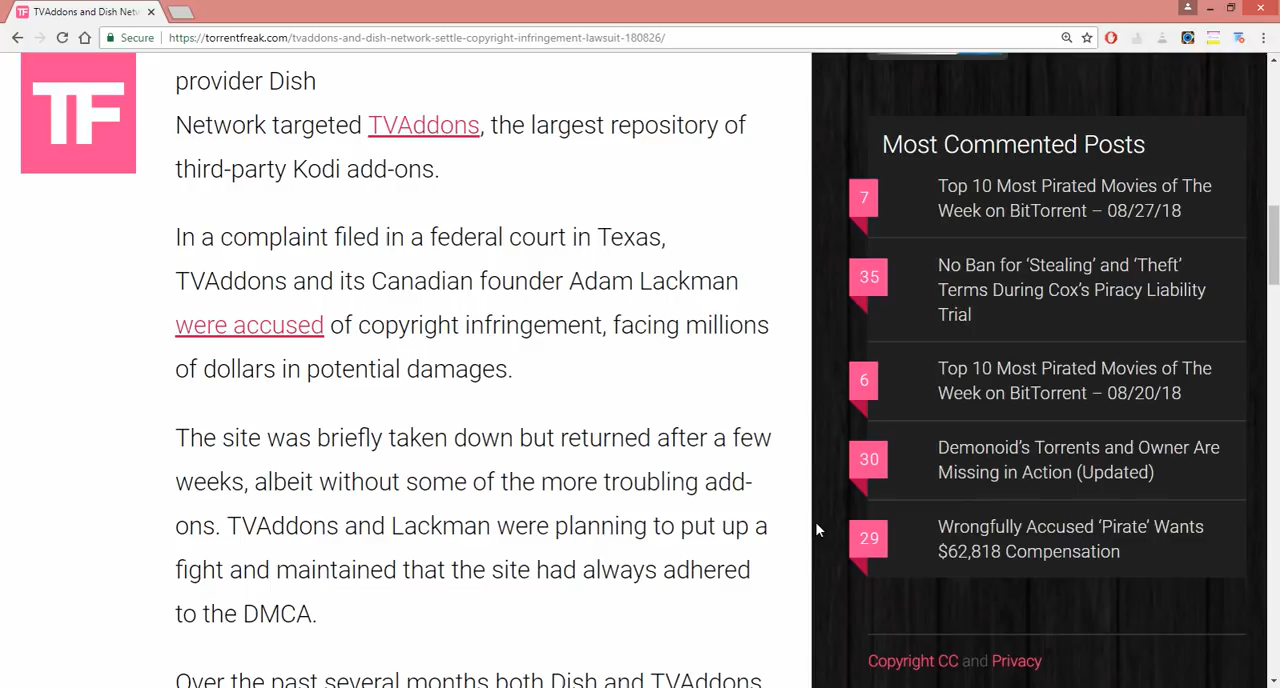 TVAddons and Dish Net
Secure
https://torrentfreak.com/tvaddons-and-dish-network-settle-copyright-infringement-lawsuit-180826/
TF
provider Dish
Network targeted TVAddons, the largest repository of
third-party Kodi add-ons.
In a complaint filed in a federal court in Texas,
TVAddons and its Canadian founder Adam Lackman
were accused of copyright infringement, facing millions
of dollars in potential damages.
The site was briefly taken down but returned after a few
weeks, albeit without some of the more troubling add-
ons. TVAddons and Lackman were planning to put up a
fight and maintained that the site had always adhered
to the DMCA.
Over the past several months both Dish and TVAddons
Most Commented Posts
7
Top 10 Most Pirated Movies of The
Week on BitTorrent – 08/27/18
35
No Ban for ‘Stealing’ and ‘Theft’
Terms During Cox’s Piracy Liability
Trial
6
Top 10 Most Pirated Movies of The
Week on BitTorrent – 08/20/18
30
Demonoid’s Torrents and Owner Are
Missing in Action (Updated)
29
Wrongfully Accused ‘Pirate’ Wants
$62,818 Compensation
Copyright CC and Privacy